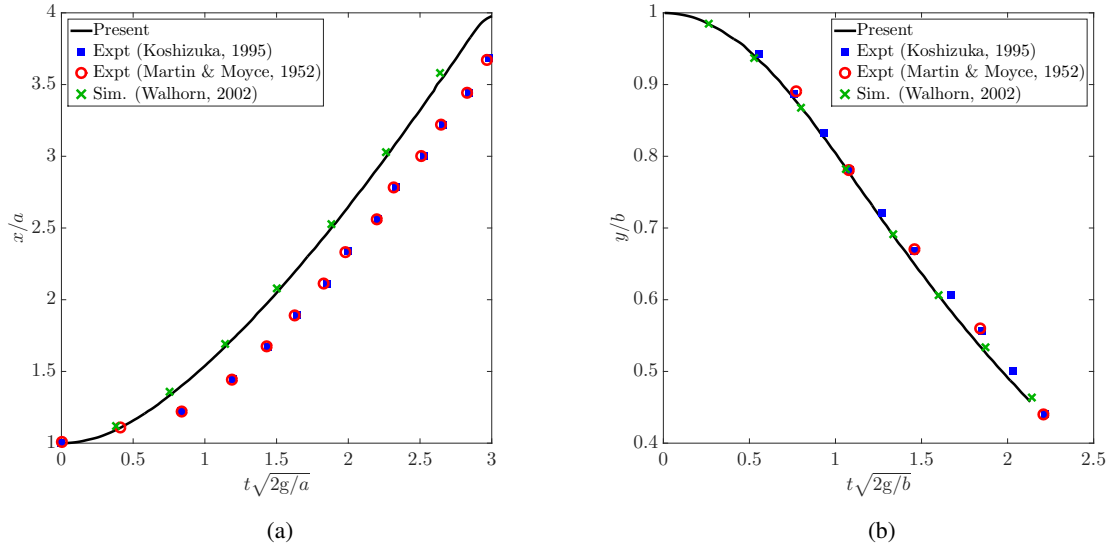 4
3.5
3
2.5
2
1.5
1
x/a
Present
Expt (Koshizuka, 1995)
Expt (Martin & Moyce, 1952)
Sim. (Walhorn, 2002)
0 0.5 1 1.5 2 2.5 3
t√2g/a
(a)
1
0.9
0.8
0.7
0.6
0.5
0.4
y/b
Present
Expt (Koshizuka, 1995)
Expt (Martin & Moyce, 1952)
Sim. (Walhorn, 2002)
0 0.5 1 1.5 2 2.5
t√2g/b
(b)